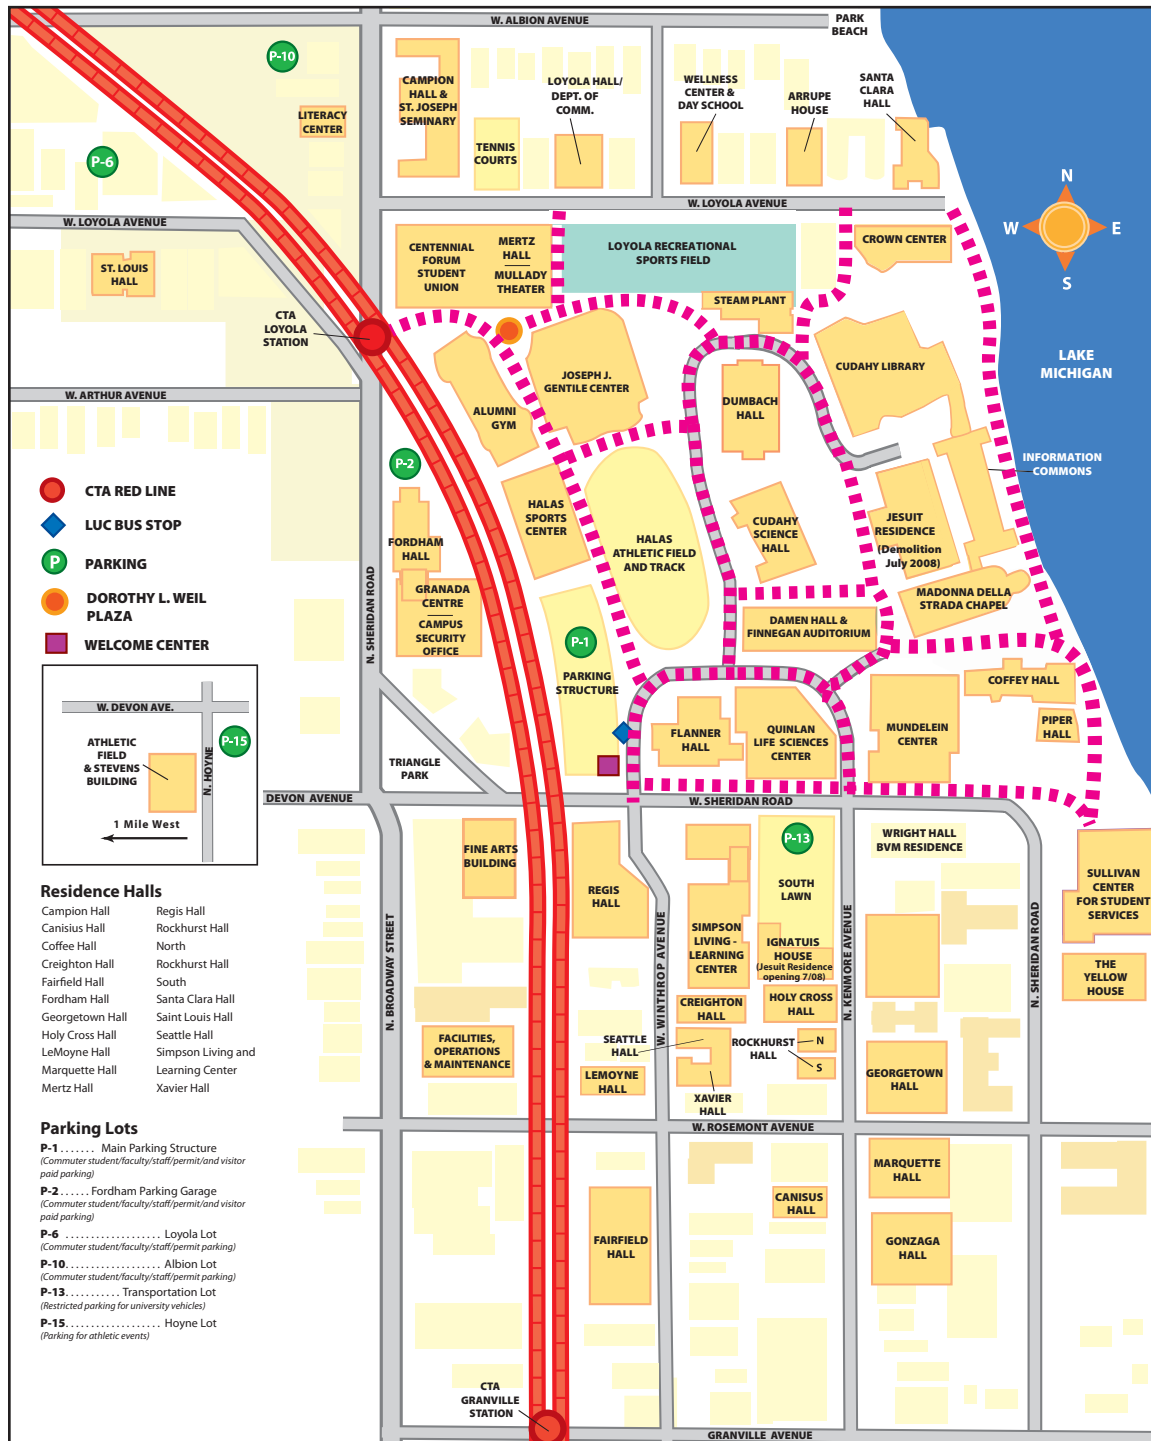 W. ALBION AVENUE
PARK
BEACH
P-10
CAMPION
HALL &
ST. JOSEPH
SEMINARY
LOYOLA HALL/
DEPT. OF
COMM.
WELLNESS
CENTER &
DAY SCHOOL
ARRUPE
HOUSE
SANTA
CLARA
HALL
LITERACY
CENTER
TENNIS
COURTS
P-6
W. LOYOLA AVENUE
W. LOYOLA AVENUE
N
W
E
S
ST. LOUIS
HALL
CENTENNIAL
FORUM
STUDENT
UNION
MERTZ
HALL
MULLADY
THEATER
LOYOLA RECREATIONAL
SPORTS FIELD
CROWN CENTER
STEAM PLANT
CTA
LOYOLA
STATION
LAKE
MICHIGAN
CUDAHY LIBRARY
JOSEPH J.
GENTILE CENTER
W. ARTHUR AVENUE
ALUMNI
GYM
DUMBACH
HALL
P-2
INFORMATION
COMMONS
CTA RED LINE
LUC BUS STOP
P
PARKING
DOROTHY L. WEIL
PLAZA
WELCOME CENTER
HALAS
SPORTS
CENTER
HALAS
ATHLETIC FIELD
AND TRACK
CUDAHY
SCIENCE
HALL
JESUIT
RESIDENCE
(Demolition
July 2008)
FORDHAM
HALL
GRANADA
CENTRE
CAMPUS
SECURITY
OFFICE
N. SHERIDAN ROAD
MADONNA DELLA
STRADA CHAPEL
DAMEN HALL &
FINNEGAN AUDITORIUM
P-1
PARKING
STRUCTURE
COFFEY HALL
PIPER
HALL
FLANNER
HALL
QUINLAN
LIFE SCIENCES
CENTER
MUNDELEIN
CENTER
W. DEVON AVE.
P-15
ATHLETIC
FIELD
& STEVENS
BUILDING
N. HOYNE
1 Mile West
TRIANGLE
PARK
DEVON AVENUE
W. SHERIDAN ROAD
FINE ARTS
BUILDING
REGIS
HALL
P-13
SOUTH
LAWN
WRIGHT HALL
BVM RESIDENCE
SULLIVAN
CENTER
FOR STUDENT
SERVICES
SIMPSON
LIVING -
LEARNING
CENTER
IGNATUIS
HOUSE
(Jesuit Residence
opening 7/08)
THE
YELLOW
HOUSE
N. BROADWAY STREET
W. WINTHROP AVENUE
N. KENMORE AVENUE
N. SHERIDAN ROAD
CREIGHTON
HALL
HOLY CROSS
HALL
FACILITIES,
OPERATIONS
& MAINTENANCE
SEATTLE
HALL
ROCKHURST
HALL
N
S
LEMOYNE
HALL
XAVIER
HALL
GEORGETOWN
HALL
W. ROSEMONT AVENUE
MARQUETTE
HALL
CANISUS
HALL
FAIRFIELD
HALL
GONZAGA
HALL
CTA
GRANVILLE
STATION
GRANVILLE AVENUE
Residence Halls
Campion Hall
Canisius Hall
Coffee Hall
Creighton Hall
Fairfield Hall
Fordham Hall
Georgetown Hall
Holy Cross Hall
LeMoyne Hall
Marquette Hall
Mertz Hall
Regis Hall
Rockhurst Hall
North
Rockhurst Hall
South
Santa Clara Hall
Saint Louis Hall
Seattle Hall
Simpson Living and
Learning Center
Xavier Hall
Parking Lots
P-1 . . . . . . . Main Parking Structure
(Commuter student/faculty/staff/permit/and visitor
paid parking)
P-2 . . . . . . Fordham Parking Garage
(Commuter student/faculty/staff/permit/and visitor
paid parking)
P-6 . . . . . . . . . . . . . . . . . . . Loyola Lot
(Commuter student/faculty/staff/permit parking)
P-10. . . . . . . . . . . . . . . . . . . Albion Lot
(Commuter student/faculty/staff/permit parking)
P-13. . . . . . . . . . . Transportation Lot
(Restricted parking for university vehicles)
P-15. . . . . . . . . . . . . . . . . . . Hoyne Lot
(Parking for athletic events)